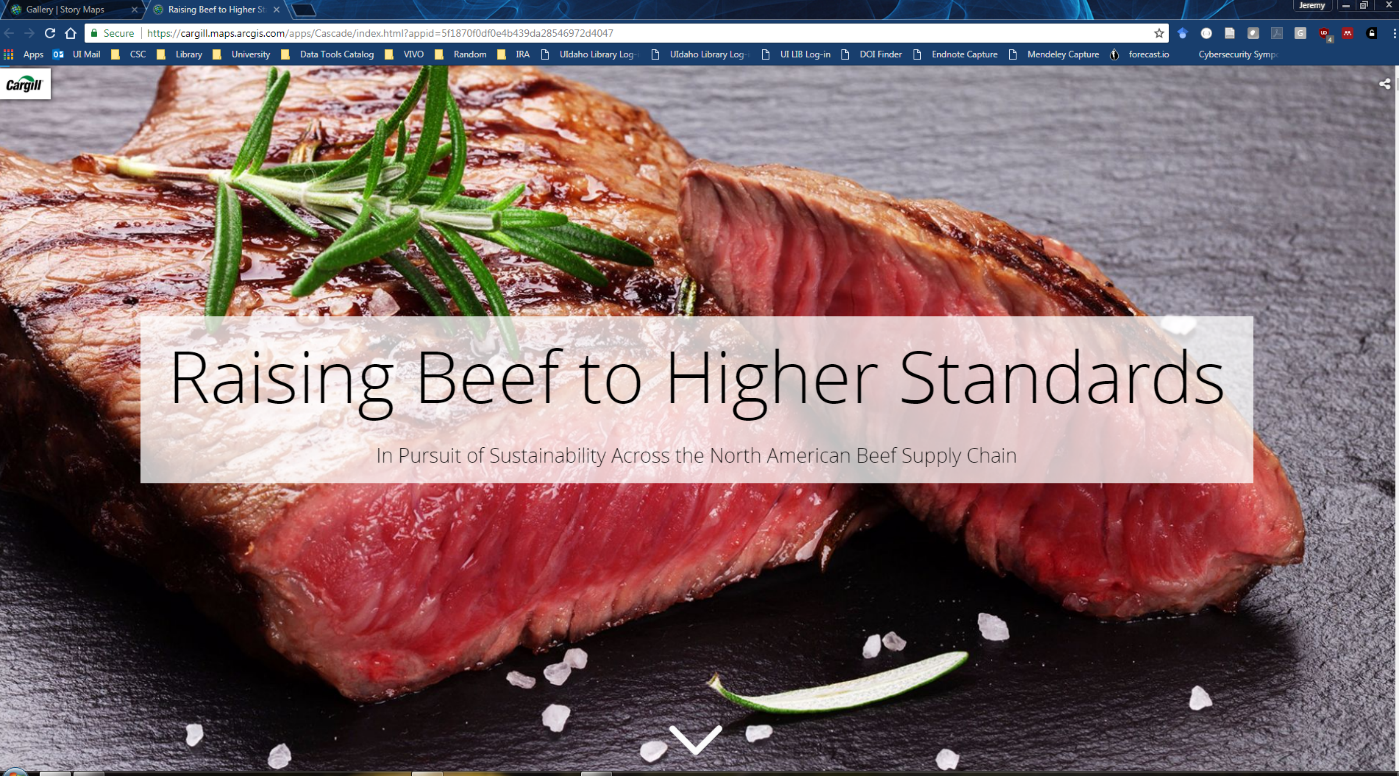 Gallery | Story Maps
Raising Beef to Higher St
Jeremy
Secure
https://cargill.maps.arcgis.com/apps/Cascade/index.html?appid=5f1870f0df0e4b439da28546972d4047
Apps UI Mail CSC Library University Data Tools Catalog VIVO Random IRA UIdaho Library Log- UIdaho Library Log- UI LIB Log-in DOI Finder Endnote Capture Mendeley Capture forecast.io Cybersecurity Symp
Cargill
Raising Beef to Higher Standards
In Pursuit of Sustainability Across the North American Beef Supply Chain